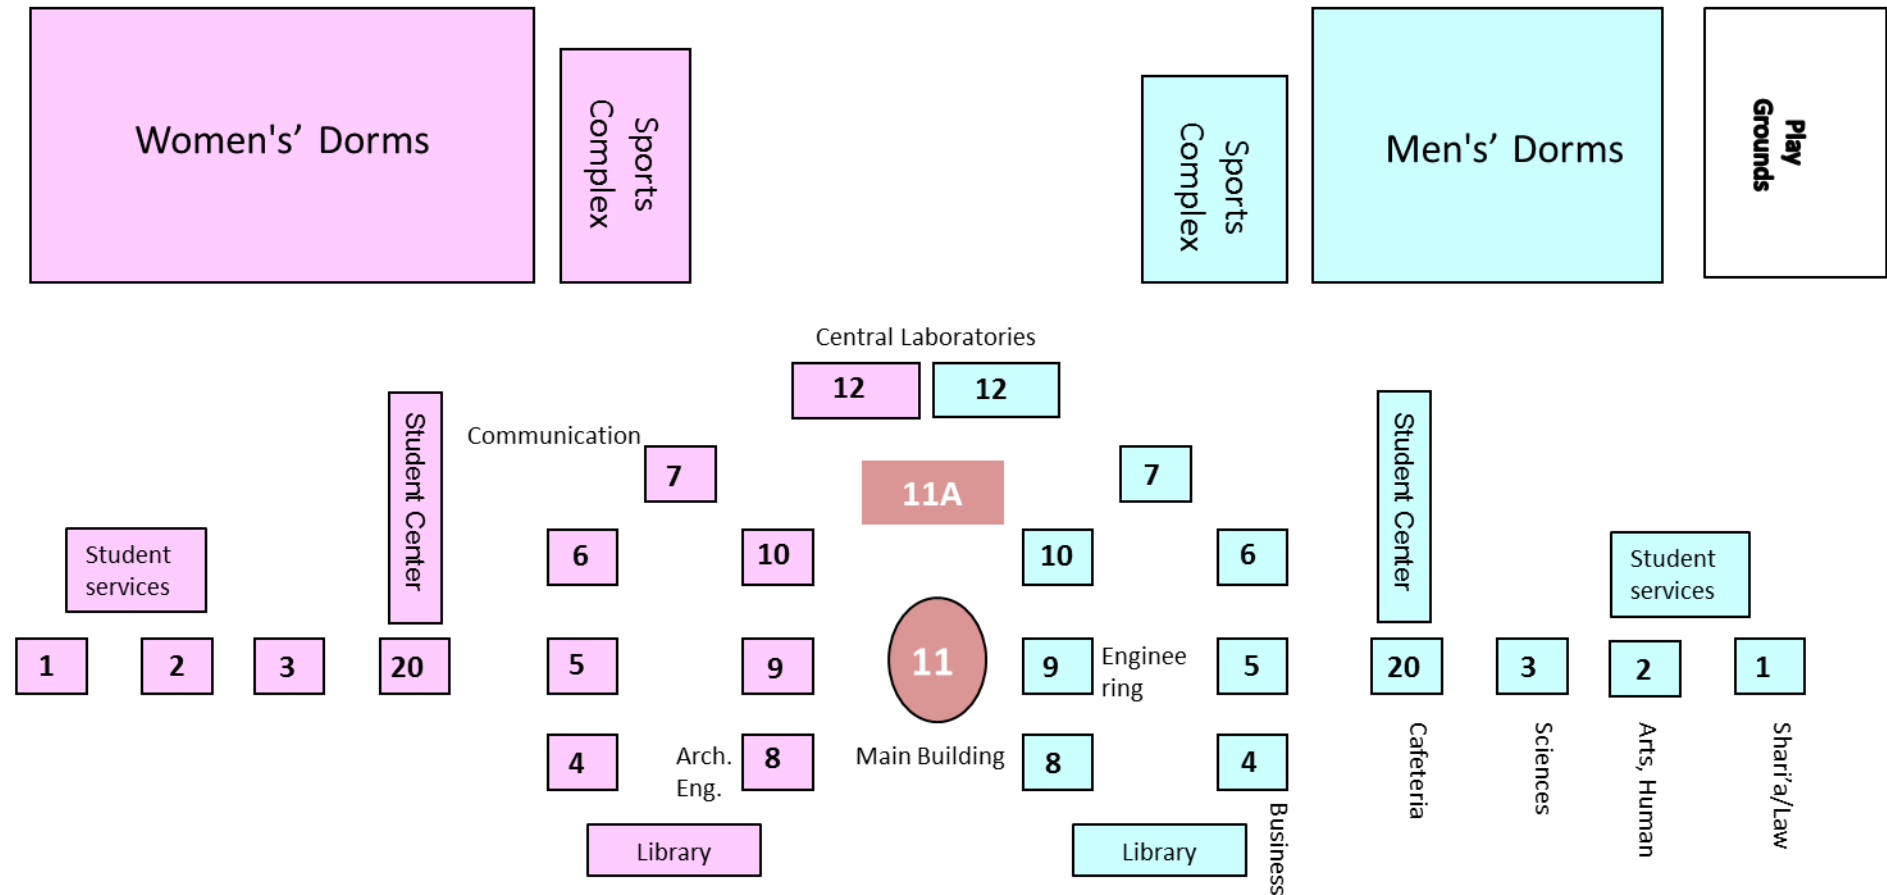 Women's’ Dorms
Sports
Complex
Sports
Complex
Men's’ Dorms
Play
Grounds
Central Laboratories
12
12
Student Center
Communication
7
11A
7
Student Center
Student
services
6
10
10
6
Student
services
1
2
3
20
5
9
11
9
Enginee
ring
5
20
3
2
1
4
Arch.
Eng.
8
Main Building
8
4
Cafeteria
Sciences
Arts, Human
Shari’a/Law
Library
Library
Business